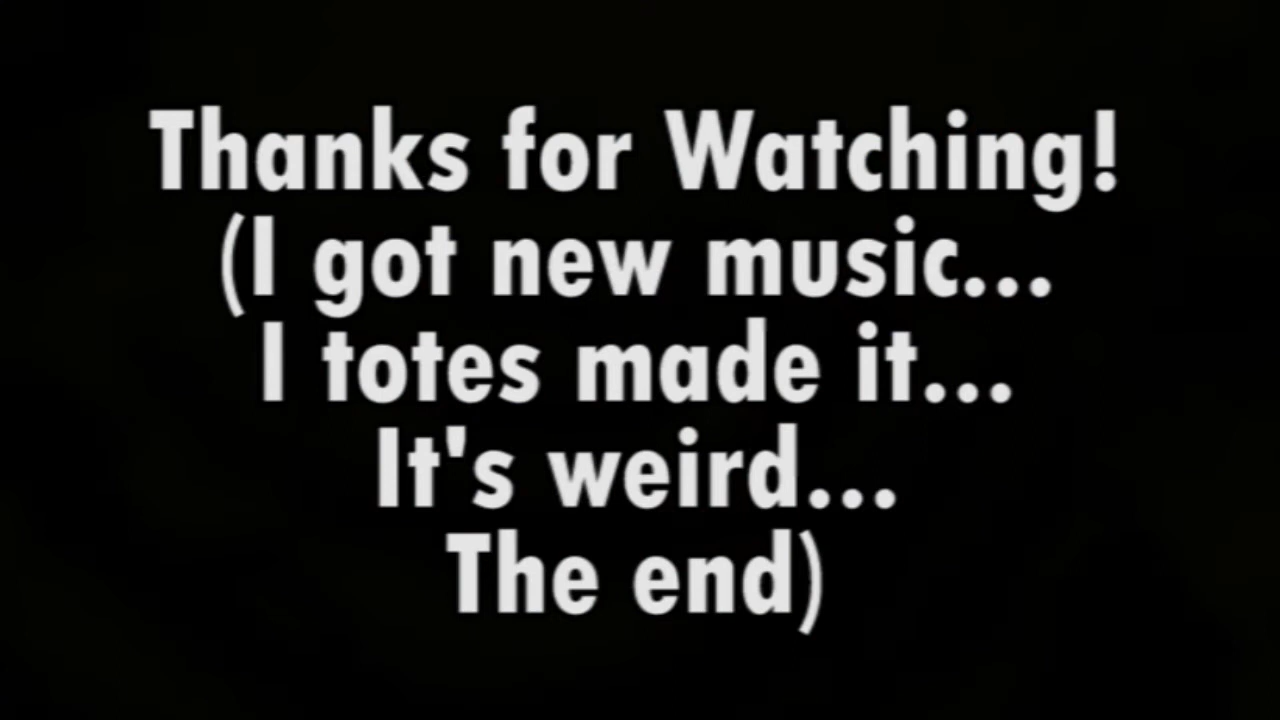 Thanks for Watching!
(I got new music...
I totes made it...
It's weird...
The end)